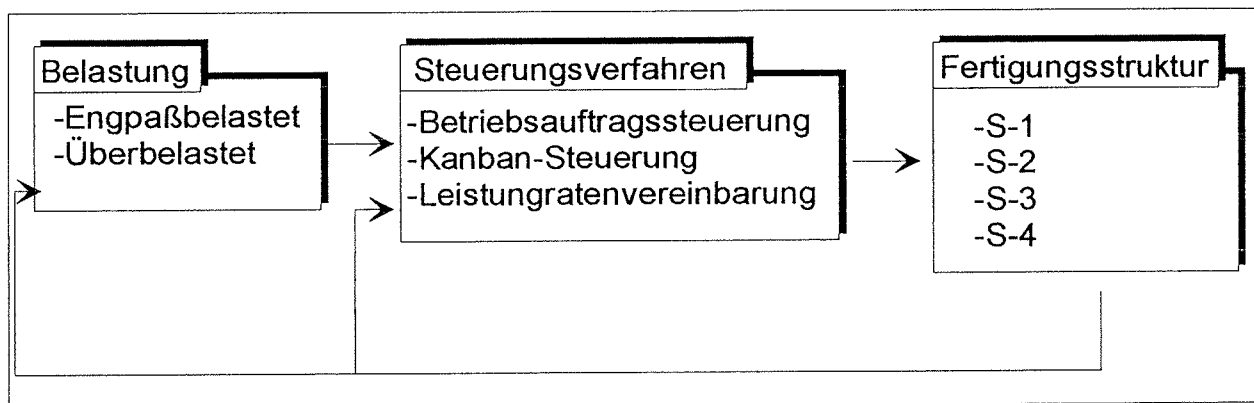 Belastung
-Engpaßbelastet
-Überbelastet
Steuerungsverfahren
-Betriebsauftragssteuerung
-Kanban-Steuerung
-Leistungratenvereinbarung
Fertigungsstruktur
-S-1
-S-2
-S-3
-S-4